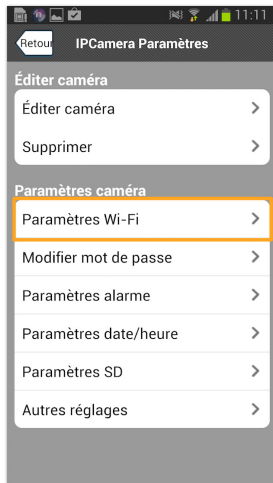 11:11
Retour IPCamera Paramètres
Éditer caméra
Éditer caméra
Supprimer
Paramètres caméra
Paramètres Wi-Fi
Modifier mot de passe
Paramètres alarme
Paramètres date/heure
Paramètres SD
Autres réglages